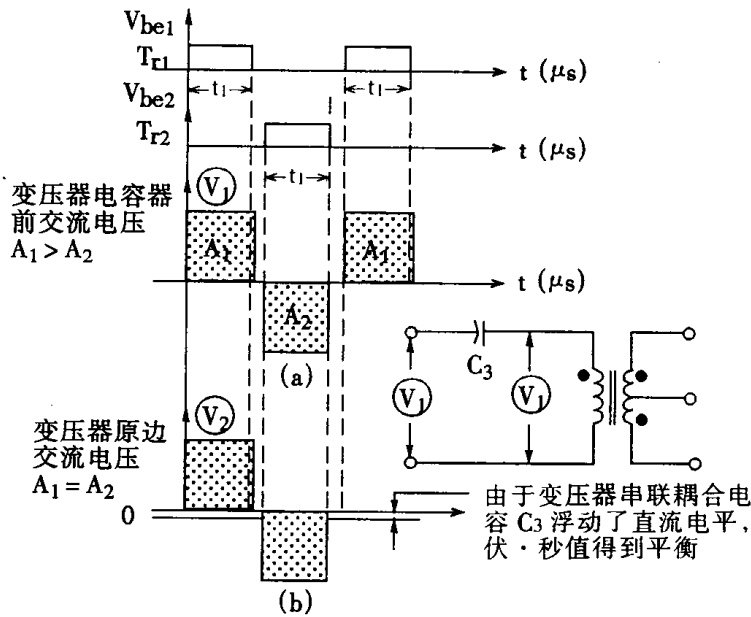 Vbe1
Tr1
t1
t1
t (μs)
Vbe2
Tr2
t1
t (μs)
变压器电容器
前交流电压
A1 > A2
V1
A1
A1
t (μs)
A2
(a)
C3
V1
V1
变压器原边
交流电压
A1 = A2
V2
0
由于变压器串联耦合电
容 C3 浮动了直流电平，
伏·秒值得到平衡
(b)